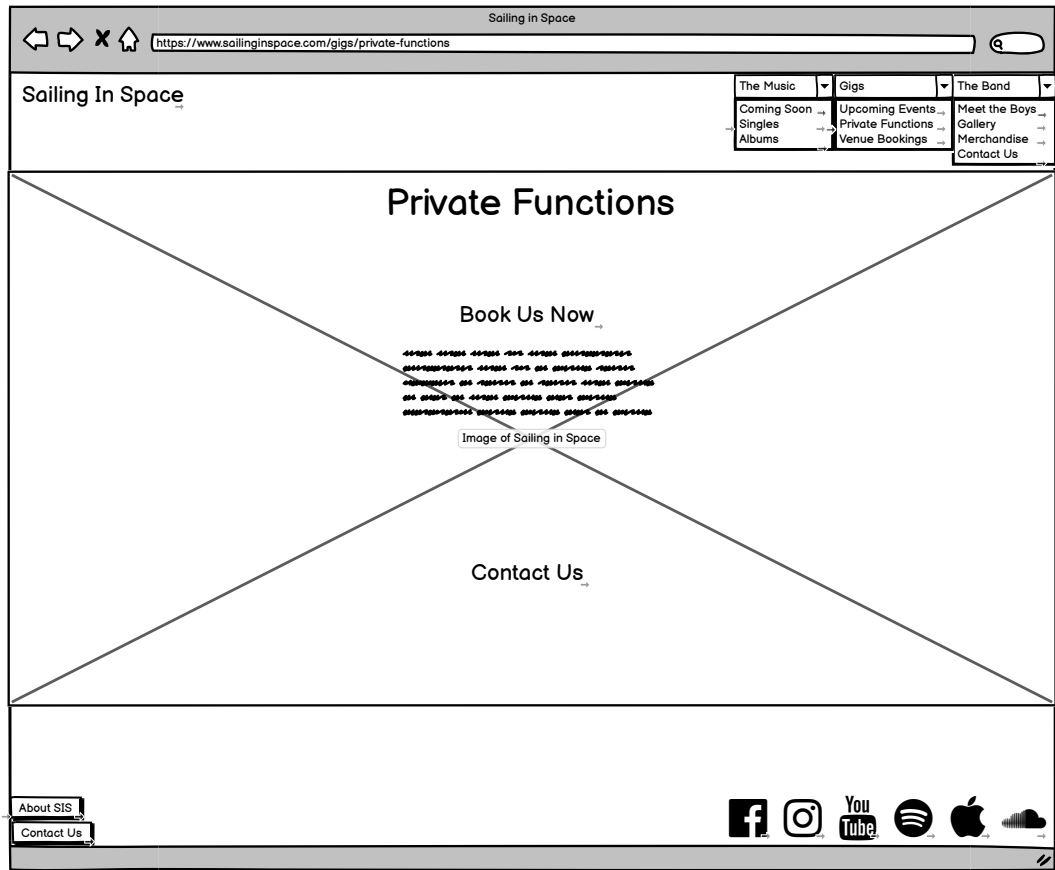 Sailing in Space
https://www.sailinginspace.com/gigs/private-functions
Sailing In Space
The Music
Gigs
The Band
Coming Soon
Singles
Albums
Upcoming Events
Private Functions
Venue Bookings
Meet the Boys
Gallery
Merchandise
Contact Us
Private Functions
Book Us Now
Image of Sailing in Space
Contact Us
About SIS
Contact Us
You
Tube